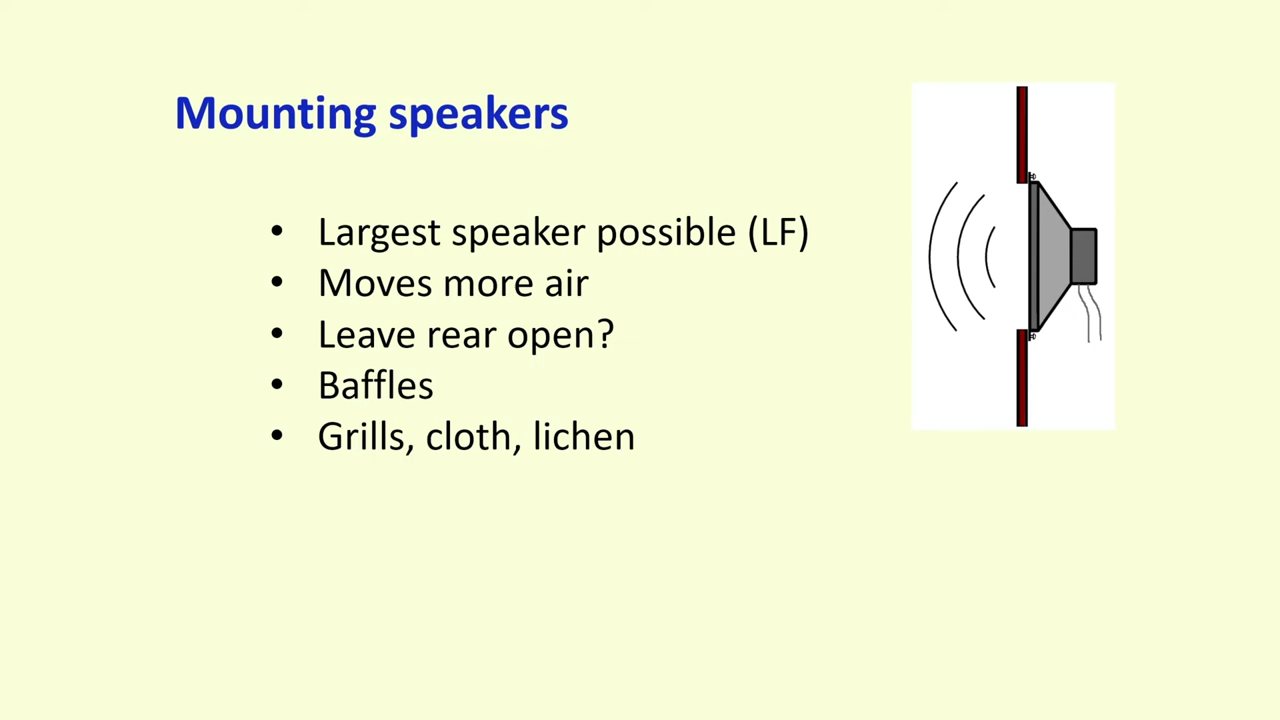 Mounting speakers
• Largest speaker possible (LF)
• Moves more air
• Leave rear open?
• Baffles
• Grills, cloth, lichen